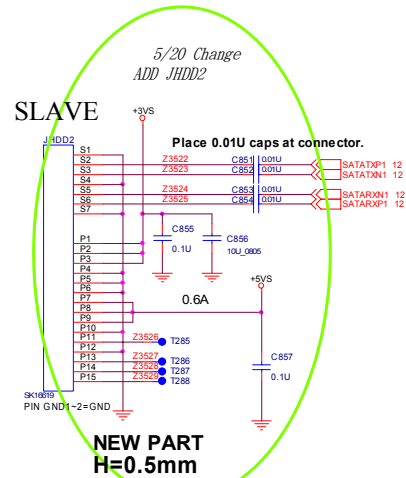 5/20 Change
ADD JHDD2
SLAVE
+3VS
Place 0.01U caps at connector.
JHDD2
S1
S2 Z3522 C851 0.01U SATATXP1 12
S3 Z3523 C852 0.01U SATATXN1 12
S4
S5 Z3524 C853 0.01U SATARXN1 12
S6 Z3525 C854 0.01U SATARXP1 12
S7
P1
P2
P3
P4
P5
P6
P7
P8
P9
P10
P11 Z3526 T285
P12
P13 Z3527 T286
P14 Z3528 T287
P15 Z3529 T288
C855
0.1U
C856
10U_0805
+5VS
0.6A
C857
0.1U
SK16619
PIN GND1~2=GND
NEW PART
H=0.5mm